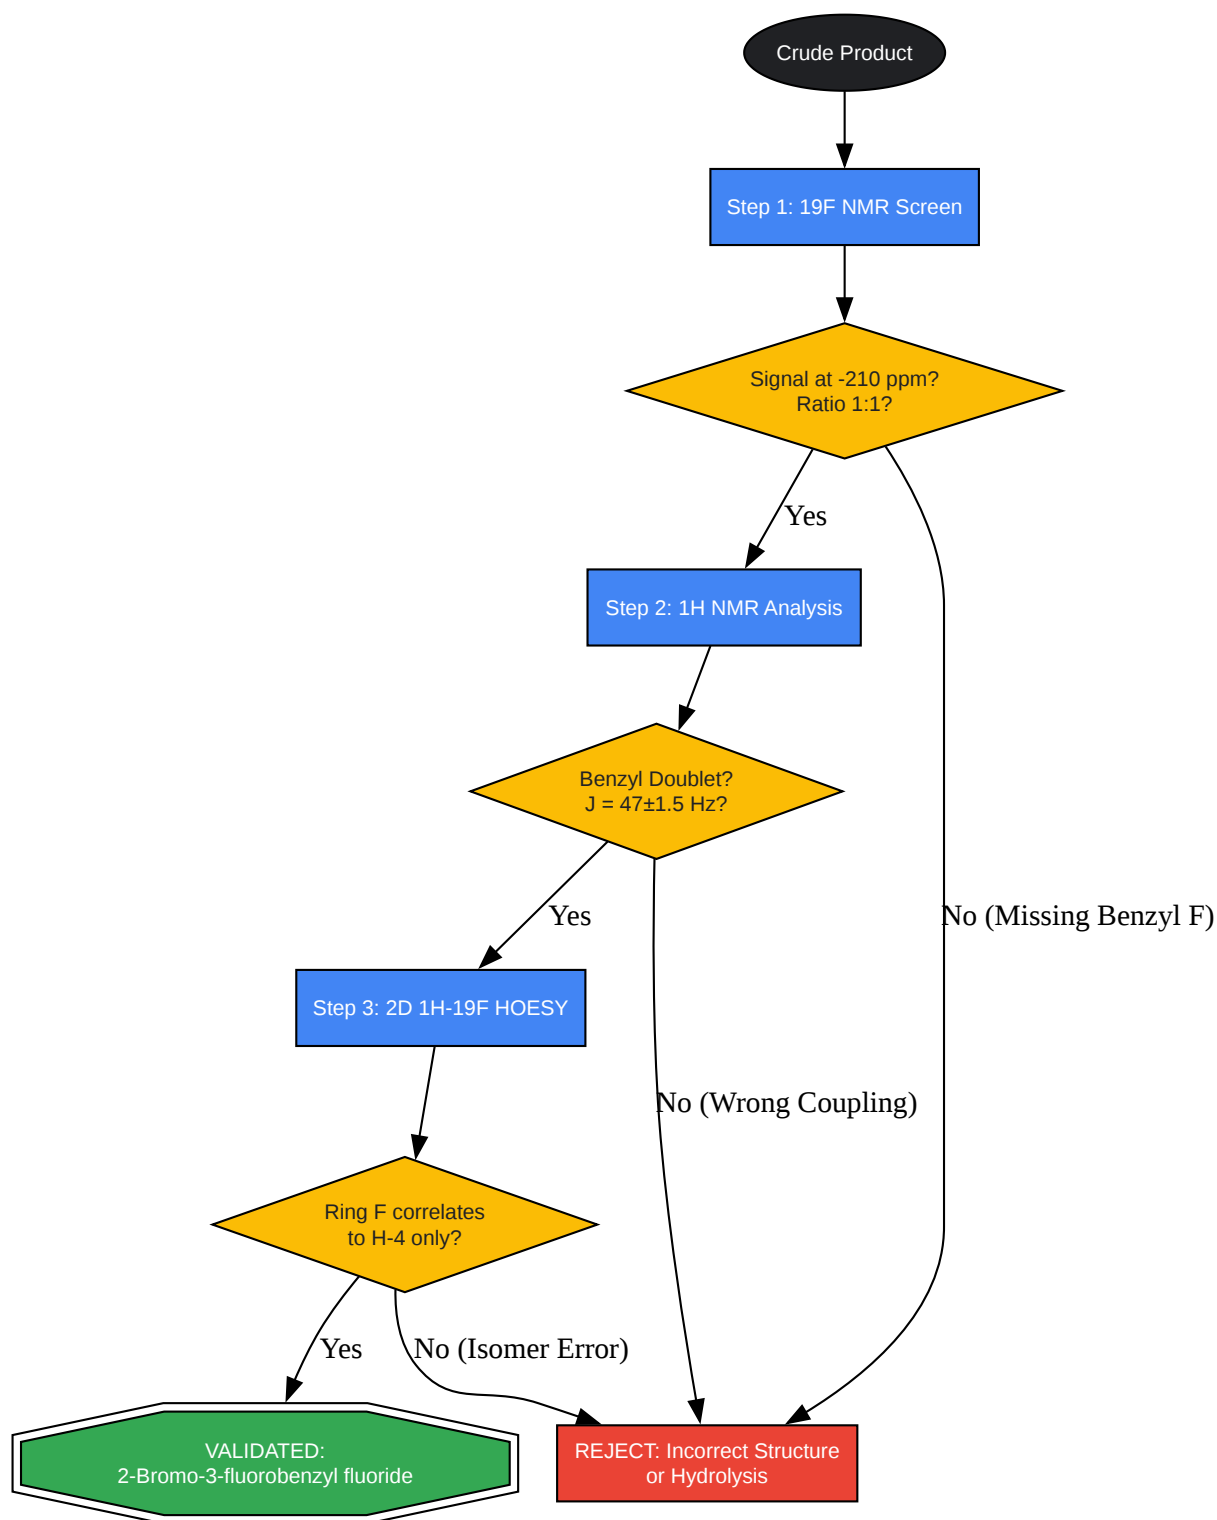 Crude Product
Step 1: 19F NMR Screen
Signal at -210 ppm?
Ratio 1:1?
Yes
Step 2: 1H NMR Analysis
Benzyl Doublet?
J = 47±1.5 Hz?
Yes
No (Missing Benzyl F)
Step 3: 2D 1H-19F HOESY
No (Wrong Coupling)
Ring F correlates
to H-4 only?
Yes
No (Isomer Error)
VALIDATED:
2-Bromo-3-fluorobenzyl fluoride
REJECT: Incorrect Structure
or Hydrolysis